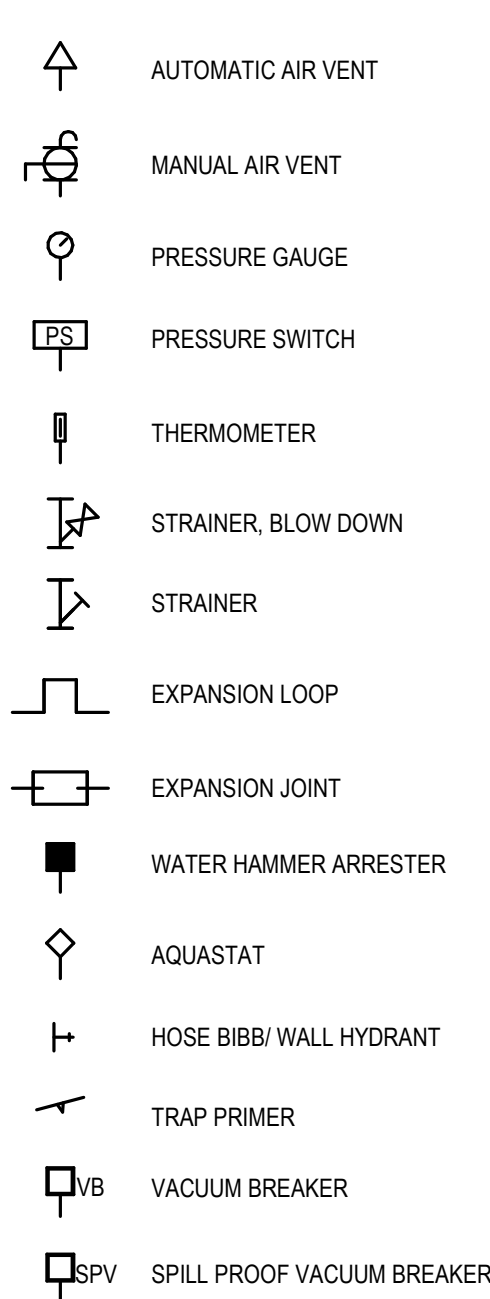 AUTOMATIC AIR VENT
MANUAL AIR VENT
PRESSURE GAUGE
PS PRESSURE SWITCH
THERMOMETER
STRAINER, BLOW DOWN
STRAINER
EXPANSION LOOP
EXPANSION JOINT
WATER HAMMER ARRESTER
AQUASTAT
HOSE BIBB/ WALL HYDRANT
TRAP PRIMER
VB VACUUM BREAKER
SPV SPILL PROOF VACUUM BREAKER